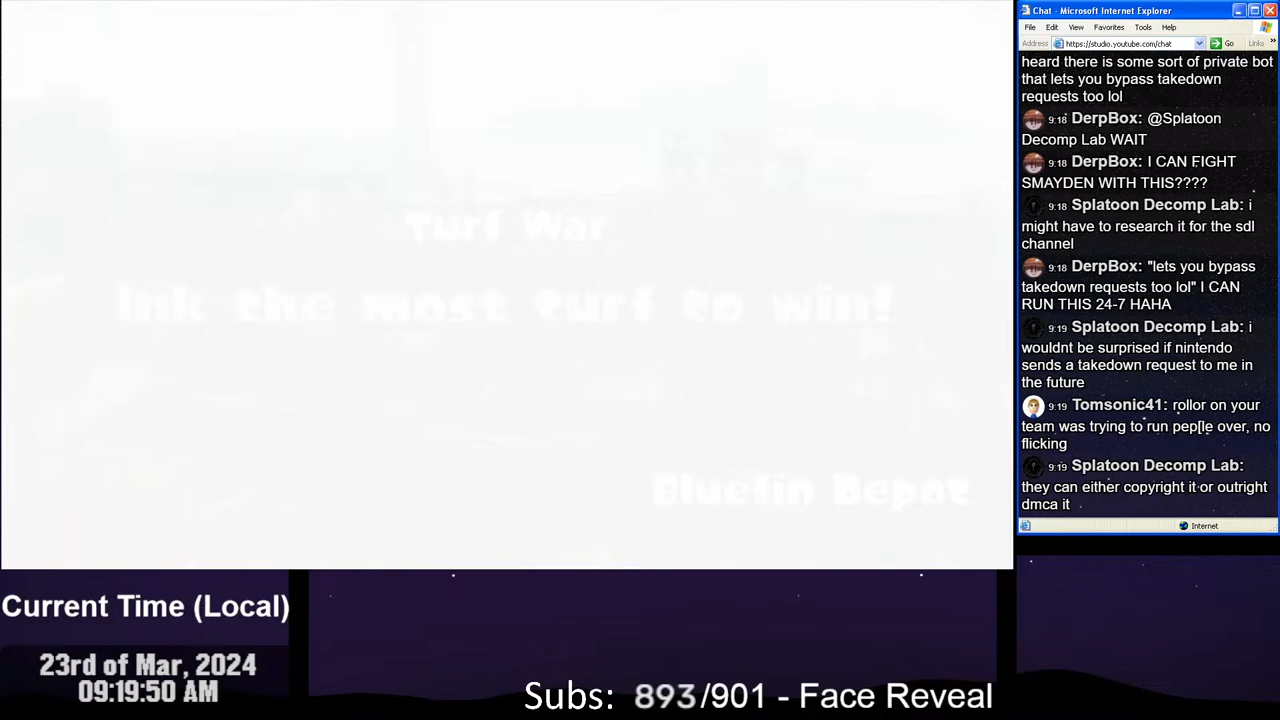 Turf War
Ink the most turf to win!
Bluefin Depot
Chat - Microsoft Internet Explorer
File Edit View Favorites Tools Help
Address https://studio.youtube.com/chat Go Links »
heard there is some sort of private bot
that lets you bypass takedown
requests too lol
9:18 DerpBox: @Splatoon
Decomp Lab WAIT
9:18 DerpBox: I CAN FIGHT
SMAYDEN WITH THIS????
9:18 Splatoon Decomp Lab: i
might have to research it for the sdl
channel
9:18 DerpBox: "lets you bypass
takedown requests too lol" I CAN
RUN THIS 24-7 HAHA
9:19 Splatoon Decomp Lab: i
wouldnt be surprised if nintendo
sends a takedown request to me in
the future
9:19 Tomsonic41: rollor on your
team was trying to run pep[le over, no
flicking
9:19 Splatoon Decomp Lab:
they can either copyright it or outright
dmca it
Internet
Current Time (Local)
23rd of Mar, 2024
09:19:50 AM
Subs: 893/901 - Face Reveal